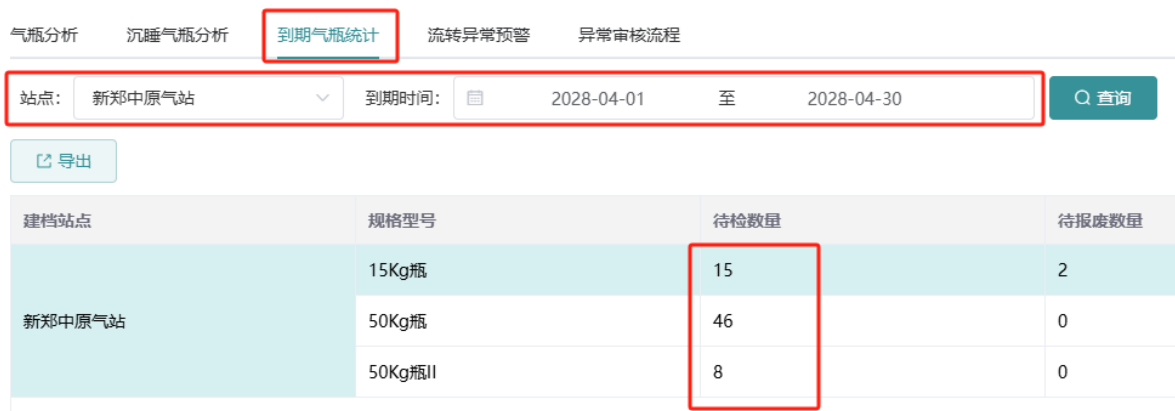 气瓶分析 沉睡气瓶分析 到期气瓶统计 流转异常预警 异常审核流程
站点： 新郑中原气站 到期时间： 2028-04-01 至 2028-04-30 查询
导出
建档站点 规格型号 待检数量 待报废数量
15Kg瓶 15 2
新郑中原气站 50Kg瓶 46 0
50Kg瓶II 8 0